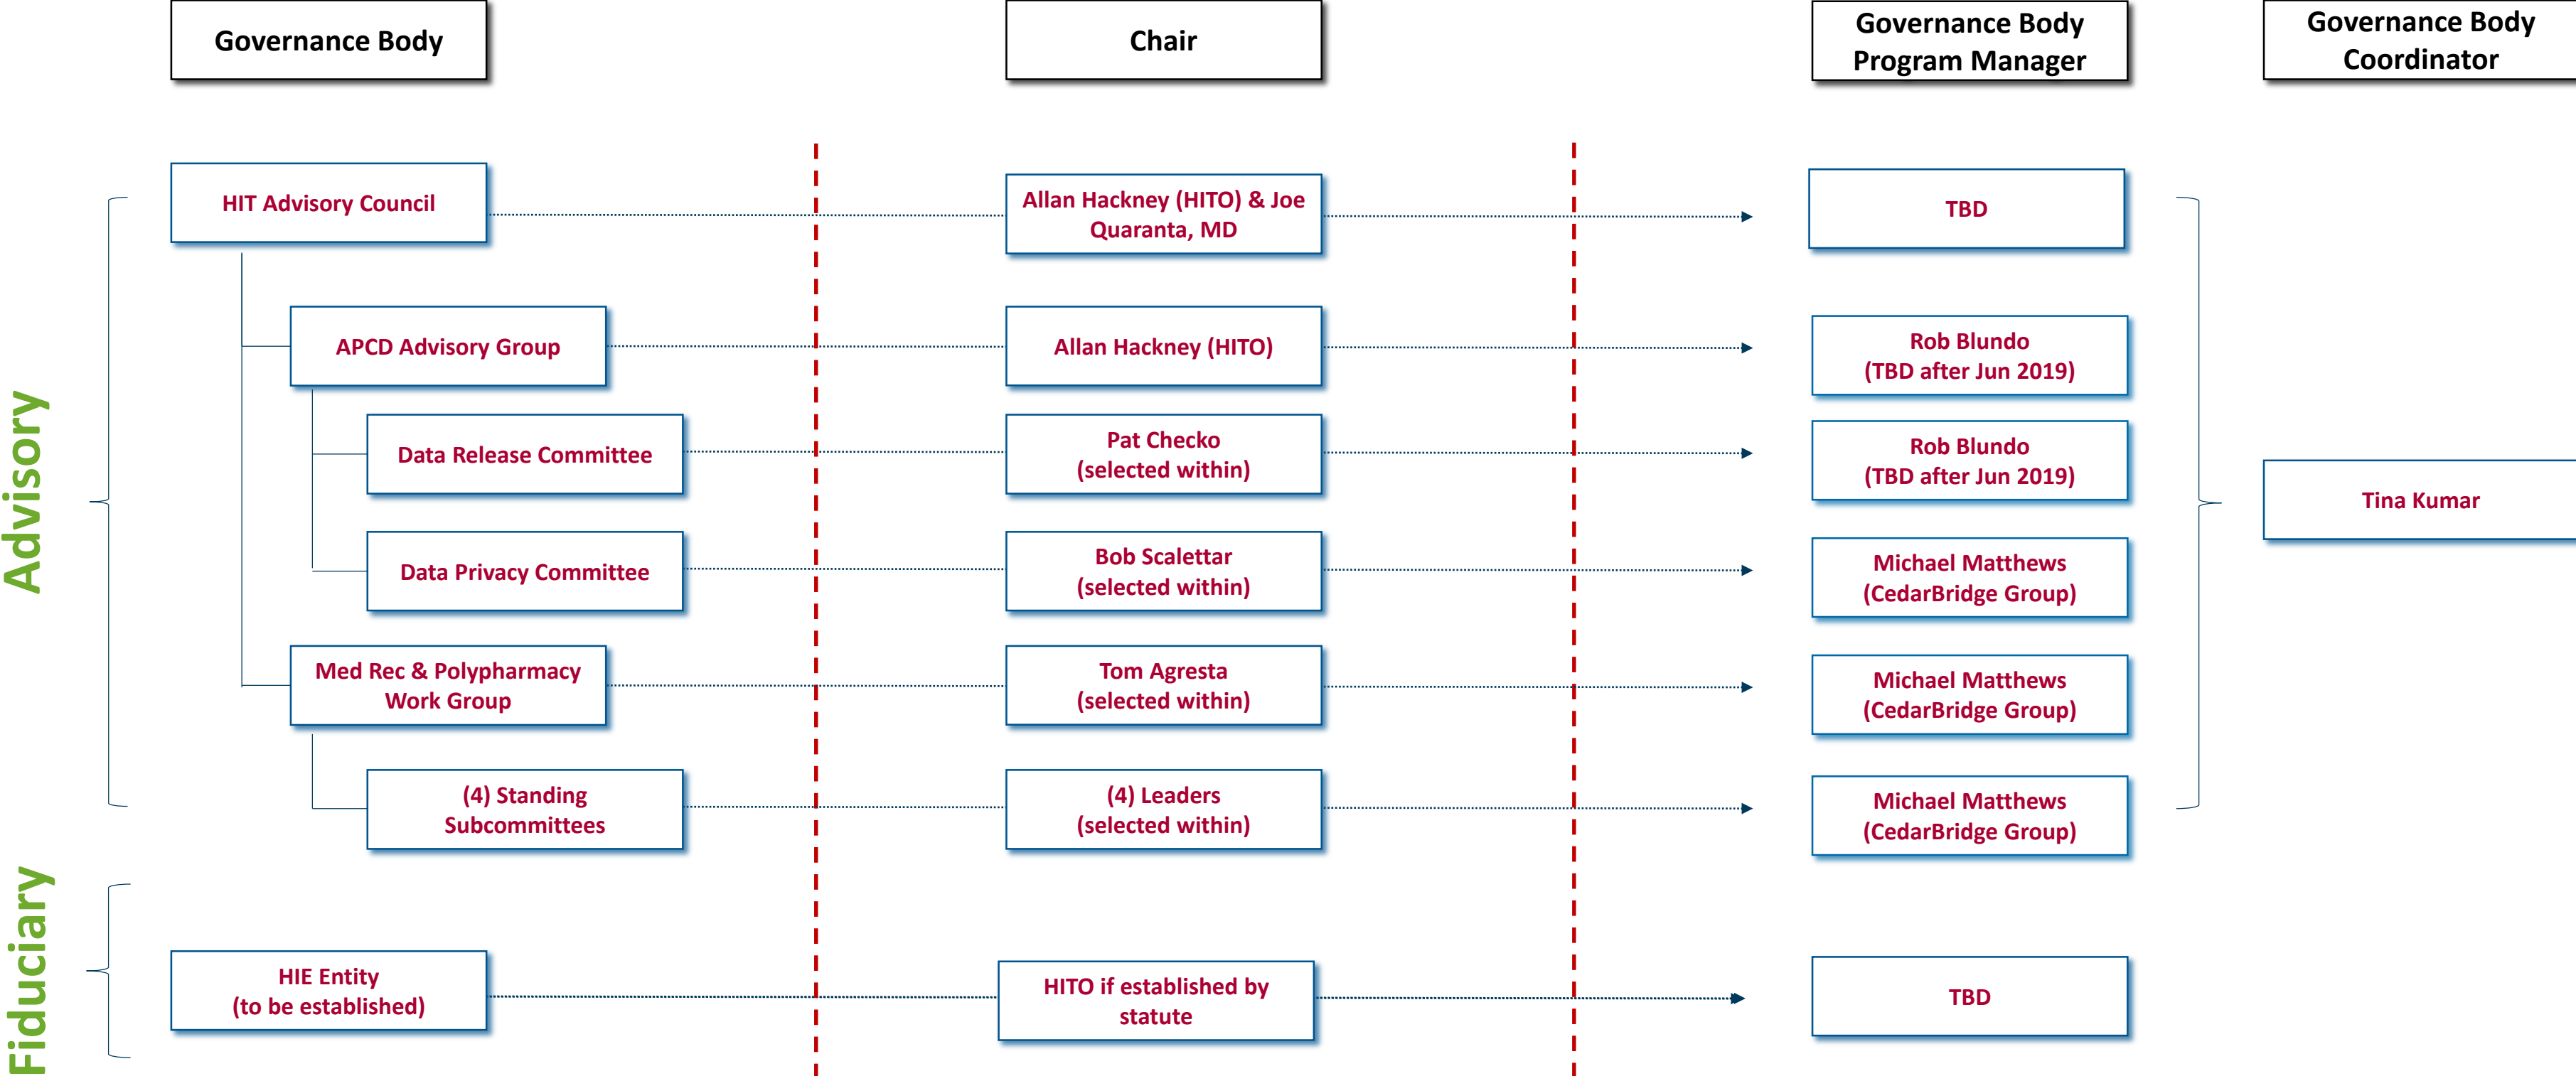 Governance Body
Chair
Governance Body
Program Manager
Governance Body
Coordinator
Advisory
HIT Advisory Council
Allan Hackney (HITO) & Joe
Quaranta, MD
TBD
APCD Advisory Group
Allan Hackney (HITO)
Rob Blundo
(TBD after Jun 2019)
Data Release Committee
Pat Checko
(selected within)
Rob Blundo
(TBD after Jun 2019)
Tina Kumar
Data Privacy Committee
Bob Scalettar
(selected within)
Michael Matthews
(CedarBridge Group)
Med Rec & Polypharmacy
Work Group
Tom Agresta
(selected within)
Michael Matthews
(CedarBridge Group)
(4) Standing
Subcommittees
(4) Leaders
(selected within)
Michael Matthews
(CedarBridge Group)
Fiduciary
HIE Entity
(to be established)
HITO if established by
statute
TBD